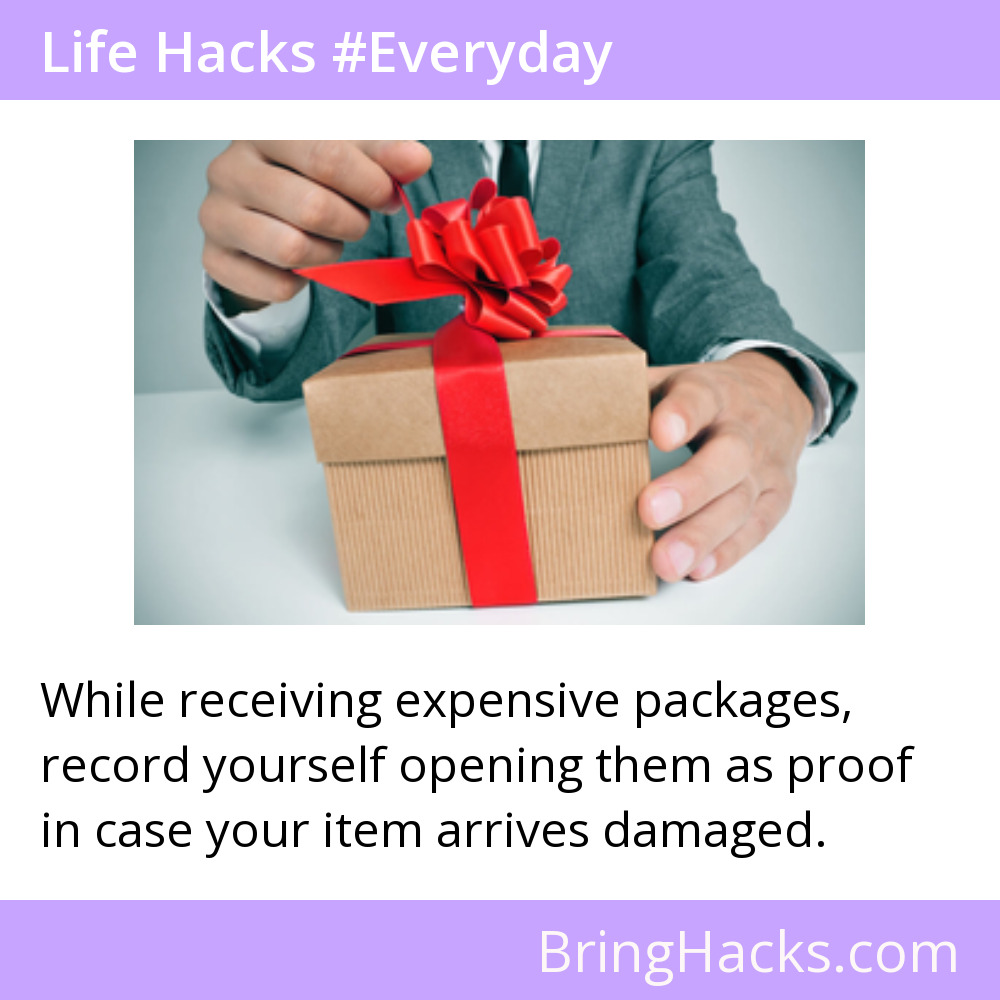 Life Hacks #Everyday
While receiving expensive packages,
record yourself opening them as proof
in case your item arrives damaged.
BringHacks.com